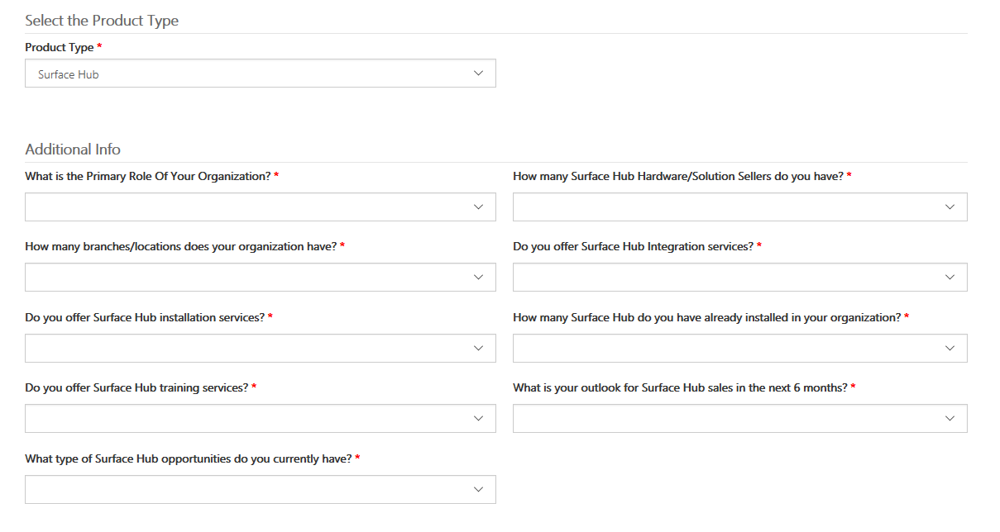 Select the Product Type
Product Type *
Surface Hub
Additional Info
What is the Primary Role Of Your Organization? *
How many Surface Hub Hardware/Solution Sellers do you have? *
How many branches/locations does your organization have? *
Do you offer Surface Hub Integration services? *
Do you offer Surface Hub installation services? *
How many Surface Hub do you have already installed in your organization? *
Do you offer Surface Hub training services? *
What is your outlook for Surface Hub sales in the next 6 months? *
What type of Surface Hub opportunities do you currently have? *